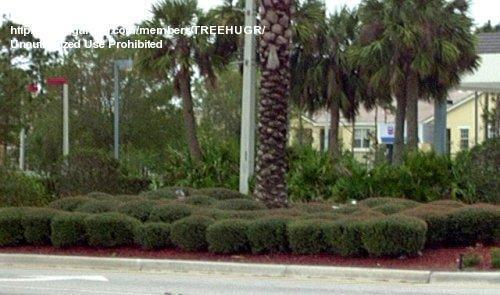 /members/TREEHUGR/
Unauthorized Use Prohibited